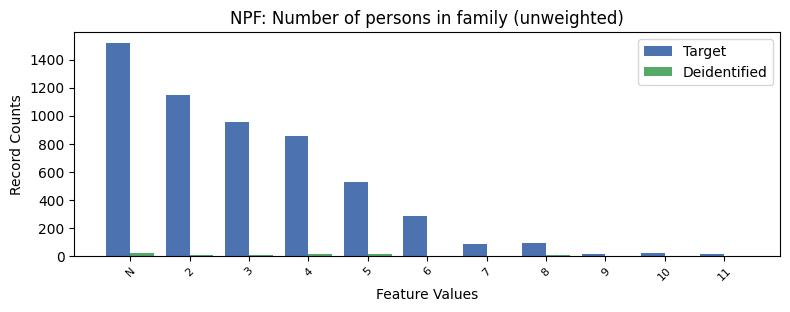 NPF: Number of persons in family (unweighted)
Target
Deidentified
Record Counts
1400
1200
1000
800
600
400
200
0
N 2 3 4 5 6 7 8 9 10 11
Feature Values